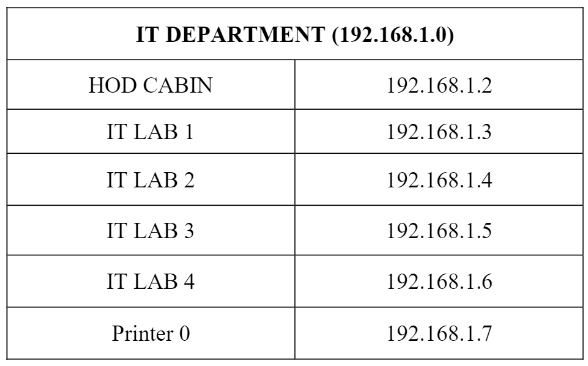 IT DEPARTMENT (192.168.1.0)
HOD CABIN 192.168.1.2
IT LAB 1 192.168.1.3
IT LAB 2 192.168.1.4
IT LAB 3 192.168.1.5
IT LAB 4 192.168.1.6
Printer 0 192.168.1.7